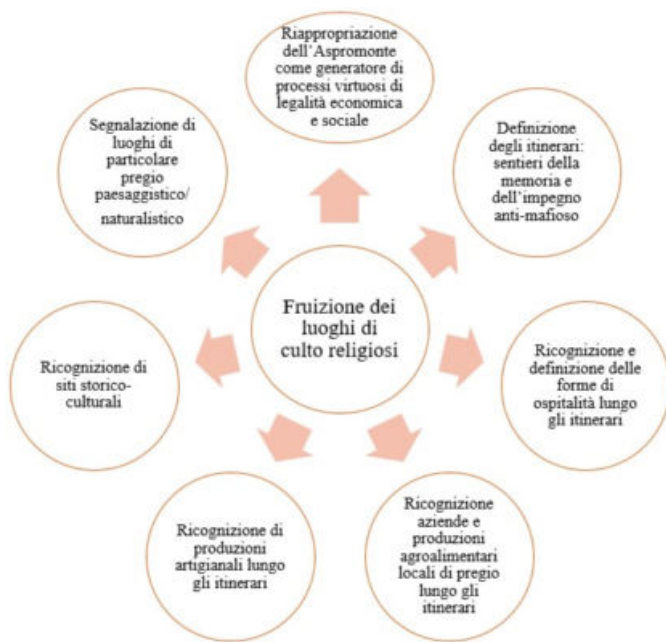 Riappropriazione
dell’Aspromonte
come generatore di
processi virtuosi di
legalità economica
e sociale
Segnalazione di
luoghi di
particolare
pregio
paesaggistico/
naturalistico
Definizione
degli itinerari:
sentieri della
memoria e
dell’impegno
anti-mafioso
Fruizione dei
luoghi di
culto religiosi
Ricognizione di
siti storico-
culturali
Ricognizione e
definizione delle
forme di
ospitalità lungo
gli itinerari
Ricognizione di
produzioni
artigianali lungo
gli itinerari
Ricognizione
aziende e
produzioni
agroalimentari
locali di pregio
lungo gli
itinerari